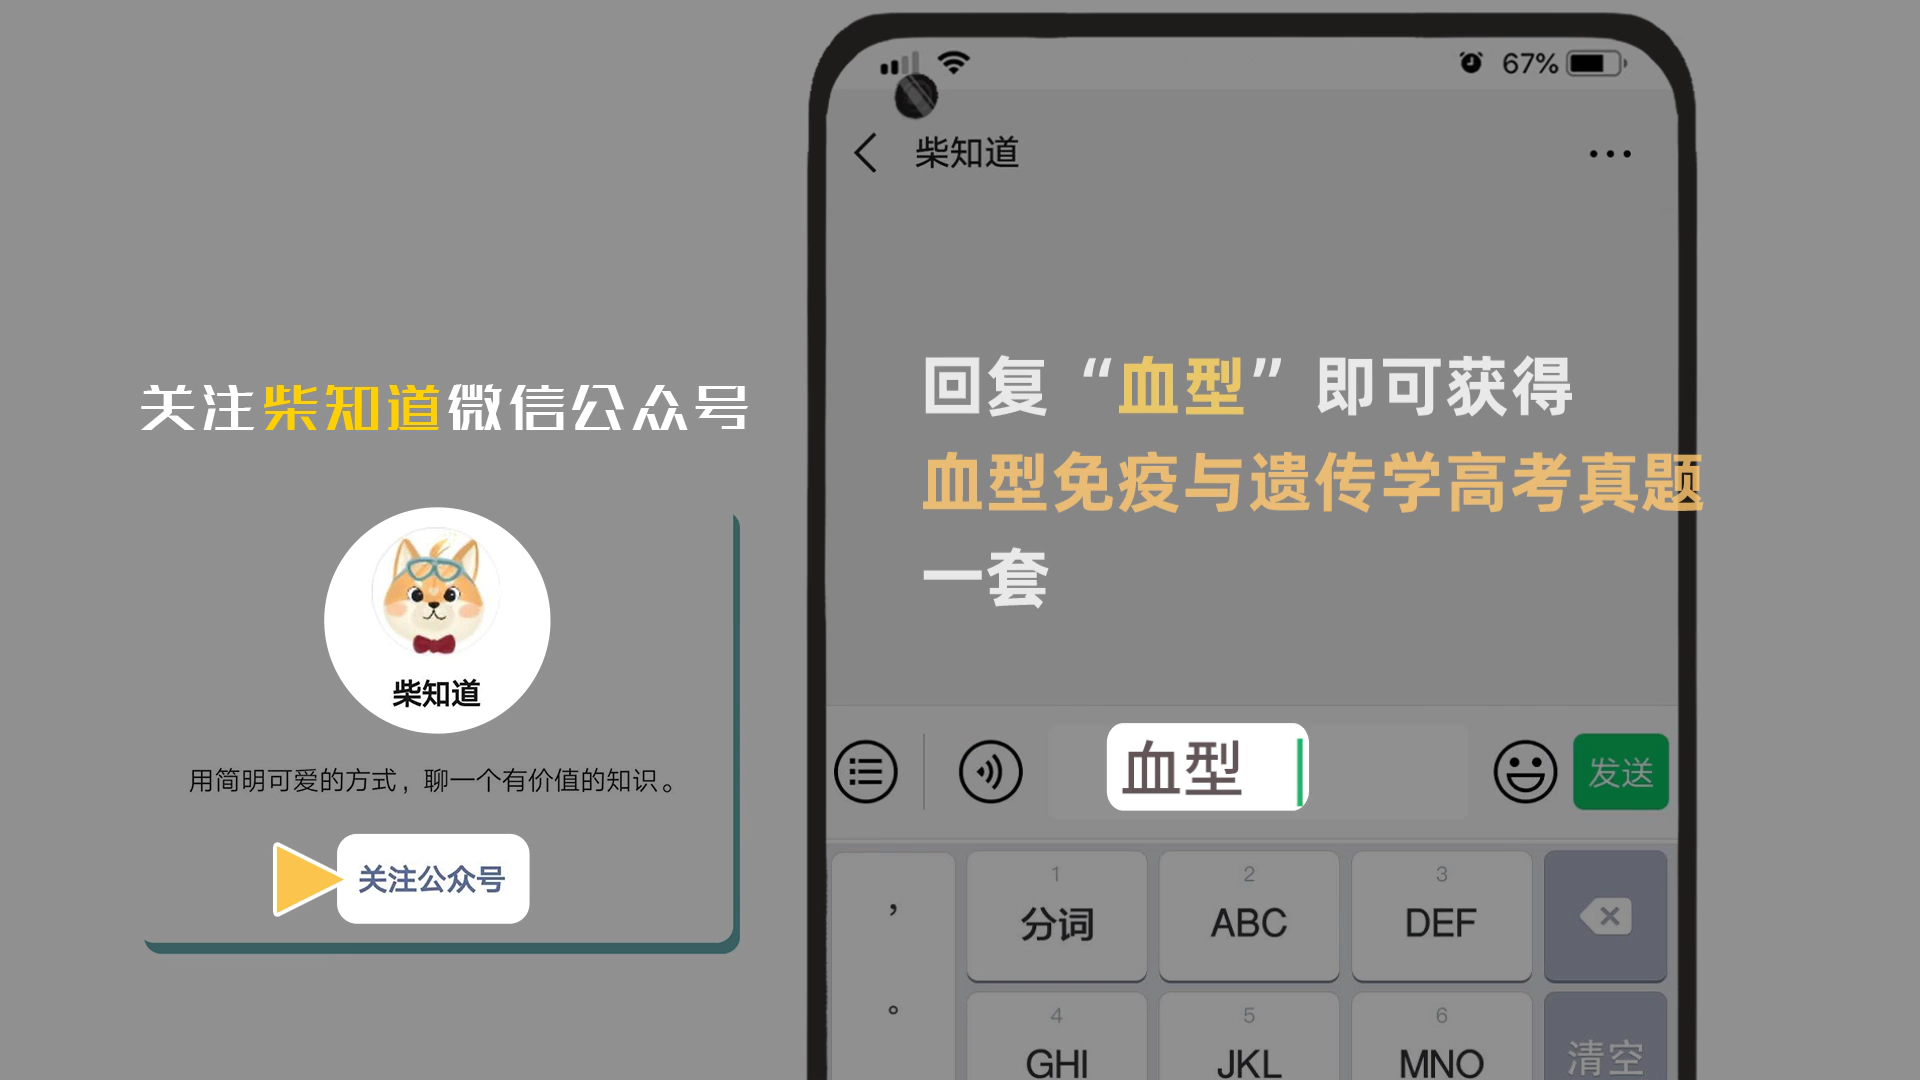 关注柴知道微信公众号
柴知道
用简明可爱的方式，聊一个有价值的知识。
关注公众号
67%
柴知道
回复“血型”即可获得
血型免疫与遗传学高考真题
一套
血型
发送
，
1
分词
2
ABC
3
DEF
。
4
GHI
5
JKL
6
MNO
清空